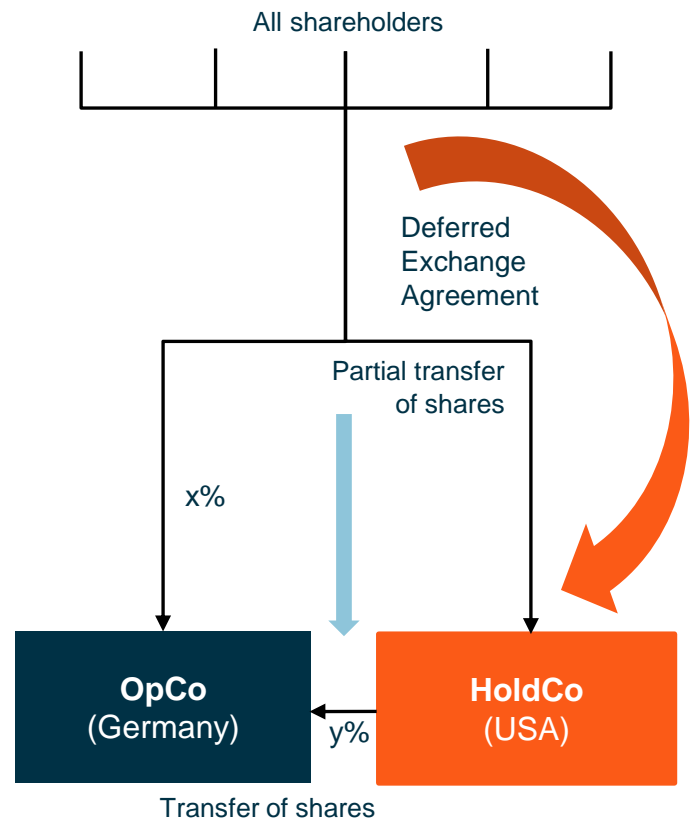 All shareholders
Deferred
Exchange
Agreement
Partial transfer
of shares
x%
OpCo
(Germany)
y%
HoldCo
(USA)
Transfer of shares